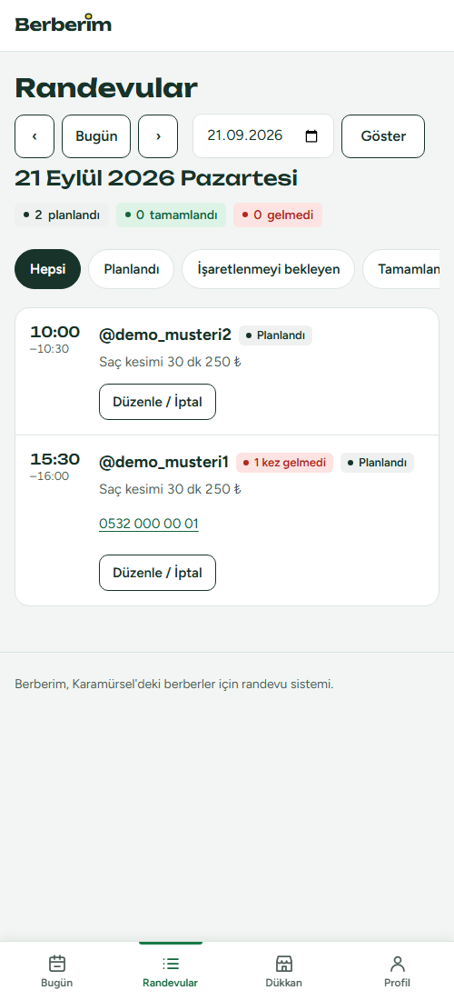 Berberim
Randevular
‹ Bugün › 21.09.2026 Göster
21 Eylül 2026 Pazartesi
2 planlandı 0 tamamlandı 0 gelmedi
Hepsi Planlandı İşaretlenmeyi bekleyen Tamamlan
10:00 @demo_musteri2 Planlandı
–10:30
Saç kesimi 30 dk 250 ₺
Düzenle / İptal
15:30 @demo_musteri1 1 kez gelmedi Planlandı
–16:00
Saç kesimi 30 dk 250 ₺
0532 000 00 01
Düzenle / İptal
Berberim, Karamürsel'deki berberler için randevu sistemi.
Bugün Randevular Dükkan Profil